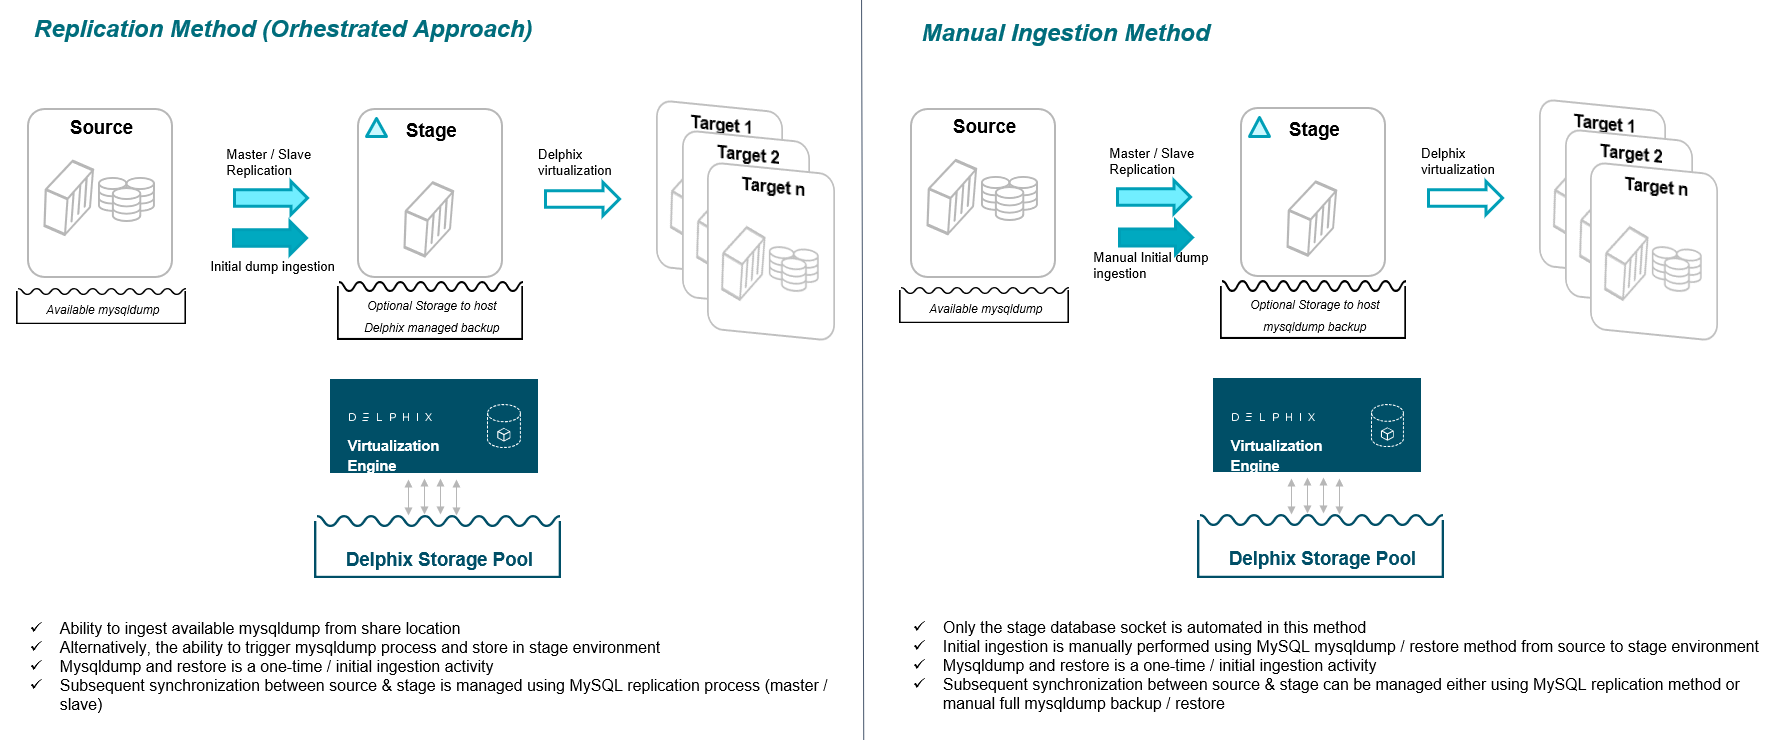 Replication Method (Orhestrated Approach)
Source
Master / Slave
Replication
Initial dump ingestion
Available mysqldump
Stage
Optional Storage to host
Delphix managed backup
Delphix
virtualization
Target 1
Target 2
Target n
DELPHIX
Virtualization
Engine
Delphix Storage Pool
✓ Ability to ingest available mysqldump from share location
✓ Alternatively, the ability to trigger mysqldump process and store in stage environment
✓ Mysqldump and restore is a one-time / initial ingestion activity
✓ Subsequent synchronization between source & stage is managed using MySQL replication process (master /
slave)
Manual Ingestion Method
Source
Master / Slave
Replication
Manual Initial dump
ingestion
Available mysqldump
Stage
Optional Storage to host
mysqldump backup
Delphix
virtualization
Target 1
Target 2
Target n
DELPHIX
Virtualization
Engine
Delphix Storage Pool
✓ Only the stage database socket is automated in this method
✓ Initial ingestion is manually performed using MySQL mysqldump / restore method from source to stage environment
✓ Mysqldump and restore is a one-time / initial ingestion activity
✓ Subsequent synchronization between source & stage can be managed either using MySQL replication method or
manual full mysqldump backup / restore